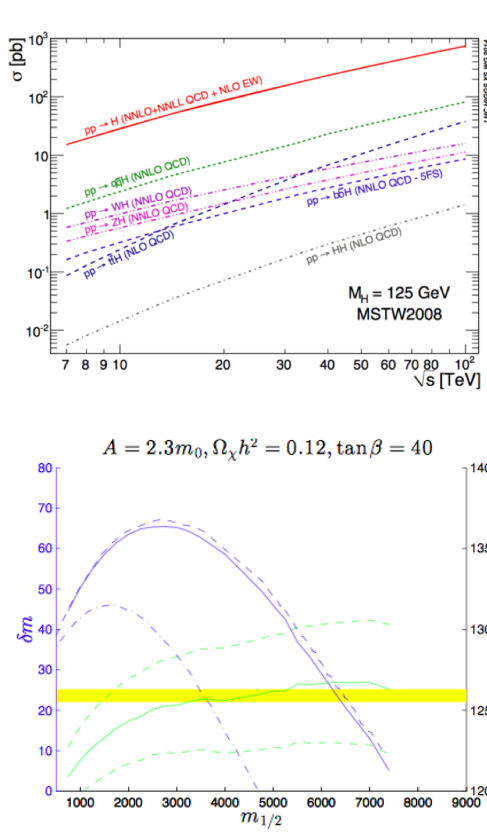 σ [pb]
10³
10²
10
1
10⁻¹
10⁻²
pp → H (NNLO+NNLL QCD + NLO EW)
pp → qq̄H (NNLO QCD)
pp → WH (NNLO QCD)
pp → ZH (NNLO QCD)
pp → tt̄H (NLO QCD)
pp → bb̄H (NNLO QCD - 5FS)
pp → HH (NLO QCD)
M_H = 125 GeV
MSTW2008
7 8 9 10 20 30 40 50 60 70 80 10²
√s [TeV]
A = 2.3m₀, Ω_χh² = 0.12, tan β = 40
δm
80
70
60
50
40
30
20
10
0
140
135
130
125
120
1000 2000 3000 4000 5000 6000 7000 8000 9000
m_{1/2}